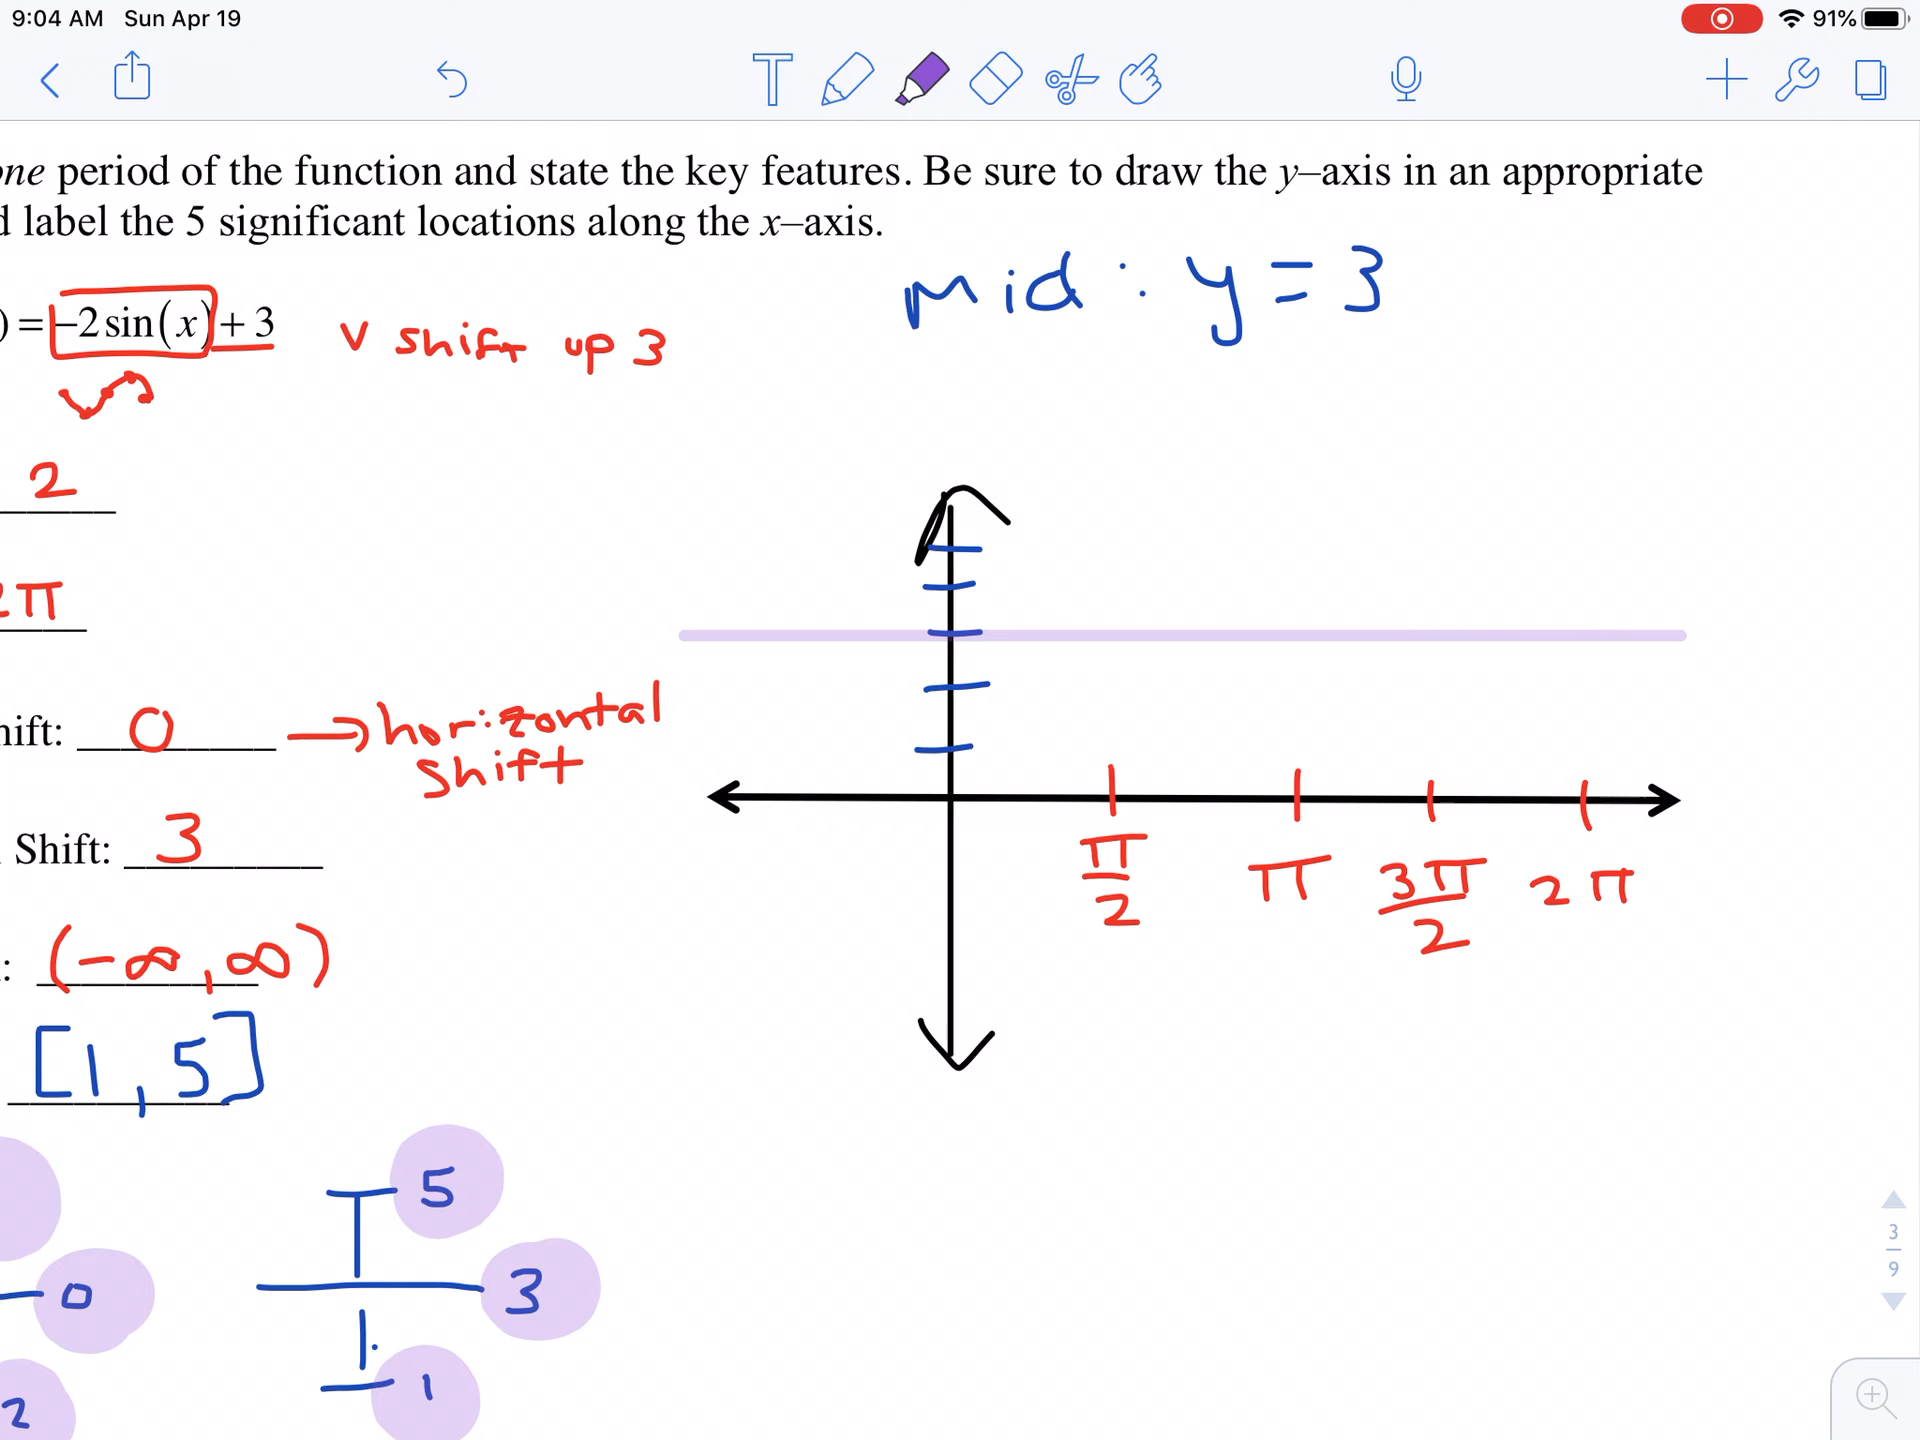 9:04 AM Sun Apr 19 91%
one period of the function and state the key features. Be sure to draw the y–axis in an appropriate
d label the 5 significant locations along the x–axis.
mid : y = 3
) = -2 sin(x) + 3 v shift up 3
2
2π
hift: 0 → horizontal
shift
Shift: 3
π/2 π 3π/2 2π
: (-∞, ∞)
[1, 5]
5
0 3
2 1
3
9